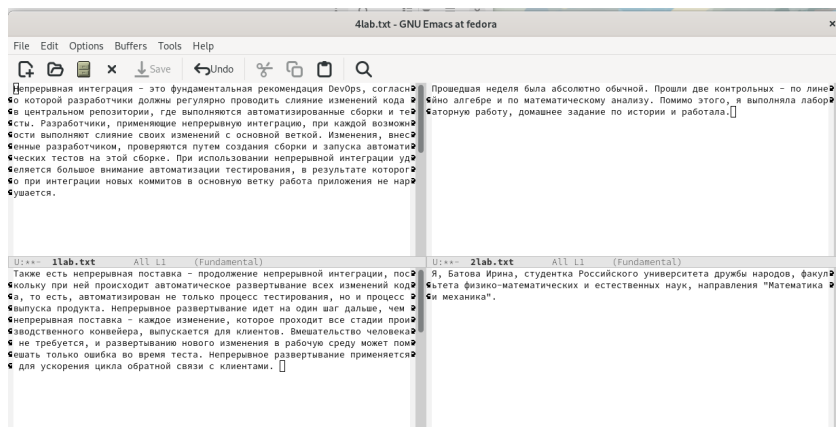 4lab.txt - GNU Emacs at fedora
File Edit Options Buffers Tools Help
Save Undo
Непрерывная интеграция - это фундаментальная рекомендация DevOps, согласн
о которой разработчики должны регулярно проводить слияние изменений кода
в центральном репозитории, где выполняются автоматизированные сборки и те
сты. Разработчики, применяющие непрерывную интеграцию, при каждой возможн
ости выполняют слияние своих изменений с основной веткой. Изменения, внес
енные разработчиком, проверяются путем создания сборки и запуска автомати
ческих тестов на этой сборке. При использовании непрерывной интеграции уд
еляется большое внимание автоматизации тестирования, в результате которог
о при интеграции новых коммитов в основную ветку работа приложения не нар
ушается.
U:**- 1lab.txt All L1 (Fundamental)
Прошедшая неделя была абсолютно обычной. Прошли две контрольных - по лине
йно алгебре и по математическому анализу. Помимо этого, я выполняла лабор
аторную работу, домашнее задание по истории и работала.
U:**- 2lab.txt All L1 (Fundamental)
Также есть непрерывная поставка - продолжение непрерывной интеграции, пос
кольку при ней происходит автоматическое развертывание всех изменений код
а, то есть, автоматизирован не только процесс тестирования, но и процесс
выпуска продукта. Непрерывное развертывание идет на один шаг дальше, чем
непрерывная поставка - каждое изменение, которое проходит все стадии прои
зводственного конвейера, выпускается для клиентов. Вмешательство человека
не требуется, и развертыванию нового изменения в рабочую среду может пом
ешать только ошибка во время теста. Непрерывное развертывание применяется
для ускорения цикла обратной связи с клиентами.
Я, Батова Ирина, студентка Российского университета дружбы народов, факул
ьтета физико-математических и естественных наук, направления "Математика
и механика".